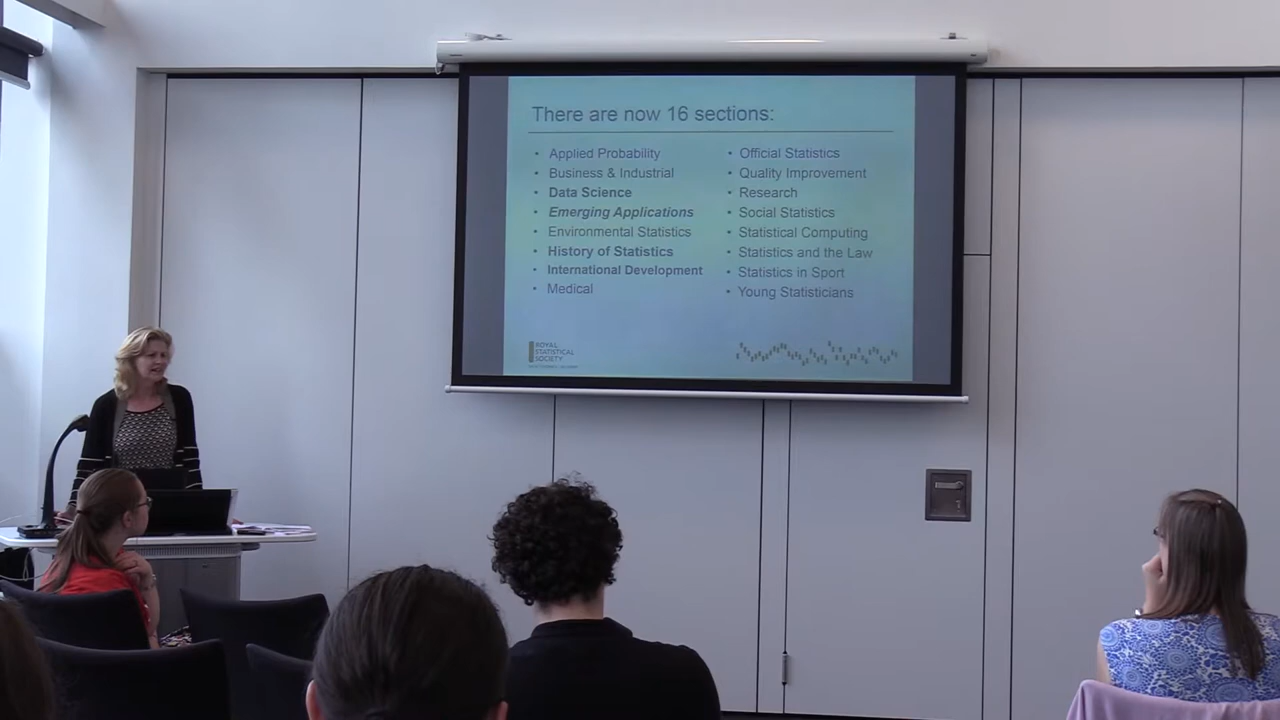 There are now 16 sections:
• Applied Probability
• Business & Industrial
• Data Science
• Emerging Applications
• Environmental Statistics
• History of Statistics
• International Development
• Medical
• Official Statistics
• Quality Improvement
• Research
• Social Statistics
• Statistical Computing
• Statistics and the Law
• Statistics in Sport
• Young Statisticians
ROYAL
STATISTICAL
SOCIETY